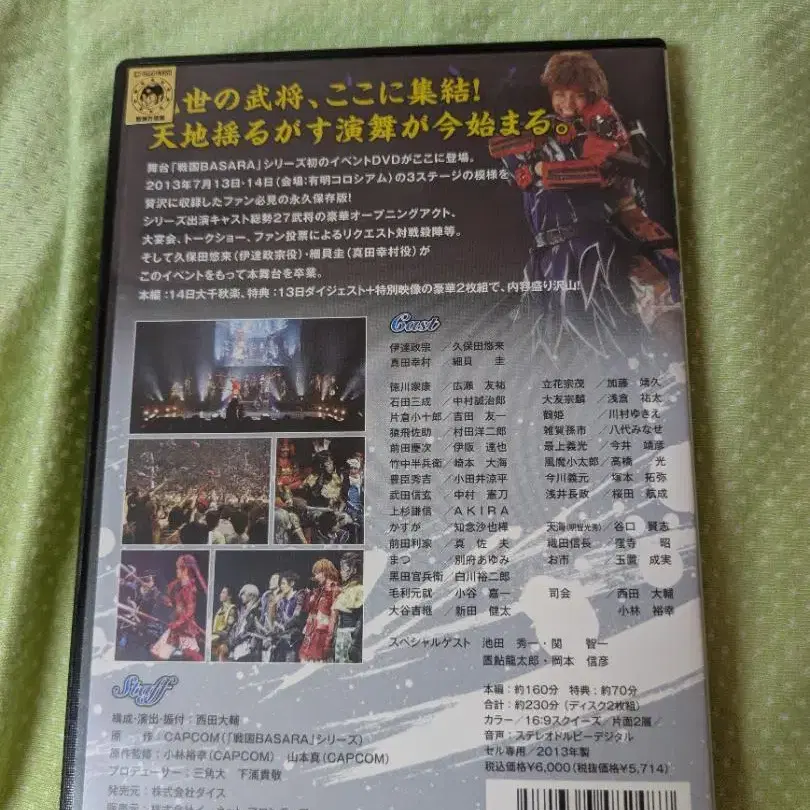 世の武将、ここに集結!
天地揺るがす演舞が今始まる。
舞台「戦国BASARA」シリーズ初のイベントDVDがここに登場。
2013年7月13日・14日(会場:有明コロシアム)の3ステージの模様を
贅沢に収録したファン必見の永久保存版!
シリーズ出演キャスト総勢27武将の豪華オープニングアクト、
大宴会、トークショー、ファン投票によるリクエスト対戦殺陣等。
そして久保田悠来(伊達政宗役)・細貝圭(真田幸村役)が
このイベントをもって本舞台を卒業。
本編:14日大千秋楽、特典:13日ダイジェスト+特別映像の豪華2枚組で、内容盛り沢山!
Cast
伊達政宗/久保田悠来
真田幸村/細貝 圭
徳川家康/広瀬 友祐
石田三成/中村誠治郎
片倉小十郎/吉田 友一
猿飛佐助/村田洋二郎
前田慶次/伊阪 達也
竹中半兵衛/崎本 大海
豊臣秀吉/小田井涼平
武田信玄/中村 憲刀
上杉謙信/AKIRA
かすが/知念沙也樺
前田利家/真 佐夫
まつ/別府あゆみ
黒田官兵衛/白川裕二郎
毛利元就/小谷 嘉一
大谷吉継/新田 健太
立花宗茂/加藤 靖久
大友宗麟/浅倉 祐太
鶴姫/川村ゆきえ
雑賀孫市/八代みなせ
最上義光/今井 靖彦
風魔小太郎/高橋 光
今川義元/塚本 拓弥
浅井長政/桜田 航成
天海(明智光秀)/谷口 賢志
織田信長/窪寺 昭
お市/玉置 成実
司会/西田 大輔
小林 裕幸
スペシャルゲスト 池田 秀一・関 智一
置鮎龍太郎・岡本 信彦
Staff
構成・演出・振付:西田大輔
原 作/CAPCOM(「戦国BASARA」シリーズ)
原作監修:小林裕幸(CAPCOM) 山本真(CAPCOM)
プロデューサー:三角大 下浦貴敬
発売元:株式会社ダイス
本編:約160分 特典:約70分
合計:約230分(ディスク2枚組)
カラー/16:9スクイーズ/片面2層/
音声:ステレオドルビーデジタル
セル専用/2013年製
税込価格¥6,000(税抜価格¥5,714)